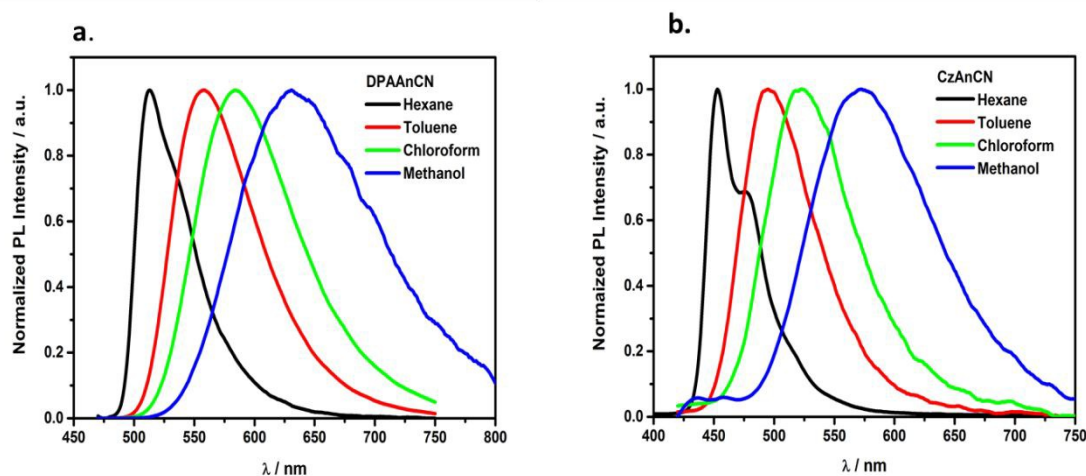 a.
DPAAnCN
Hexane
Toluene
Chloroform
Methanol
Normalized PL Intensity / a.u.
1.0
0.8
0.6
0.4
0.2
0.0
450 500 550 600 650 700 750 800
λ / nm
b.
CzAnCN
Hexane
Toluene
Chloroform
Methanol
Normaized PL Intensity / a.u.
1.0
0.8
0.6
0.4
0.2
0.0
400 450 500 550 600 650 700 750
λ / nm